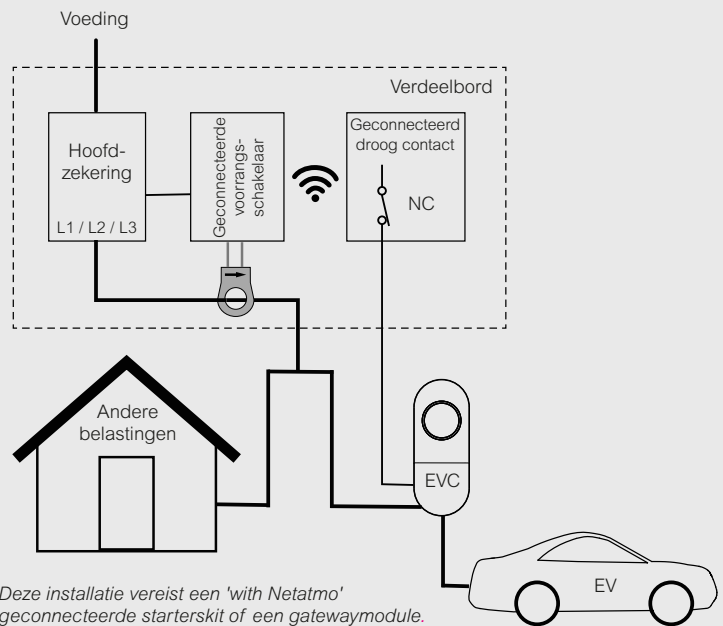 Voeding
Verdeelbord
Hoofd-
zekering
L1 / L2 / L3
Geconnecteerde
voorrangs-
schakelaar
Geconnecteerd
droog contact
NC
Andere
belastingen
EVC
EV
Deze installatie vereist een 'with Netatmo'
geconnecteerde starterskit of een gatewaymodule.